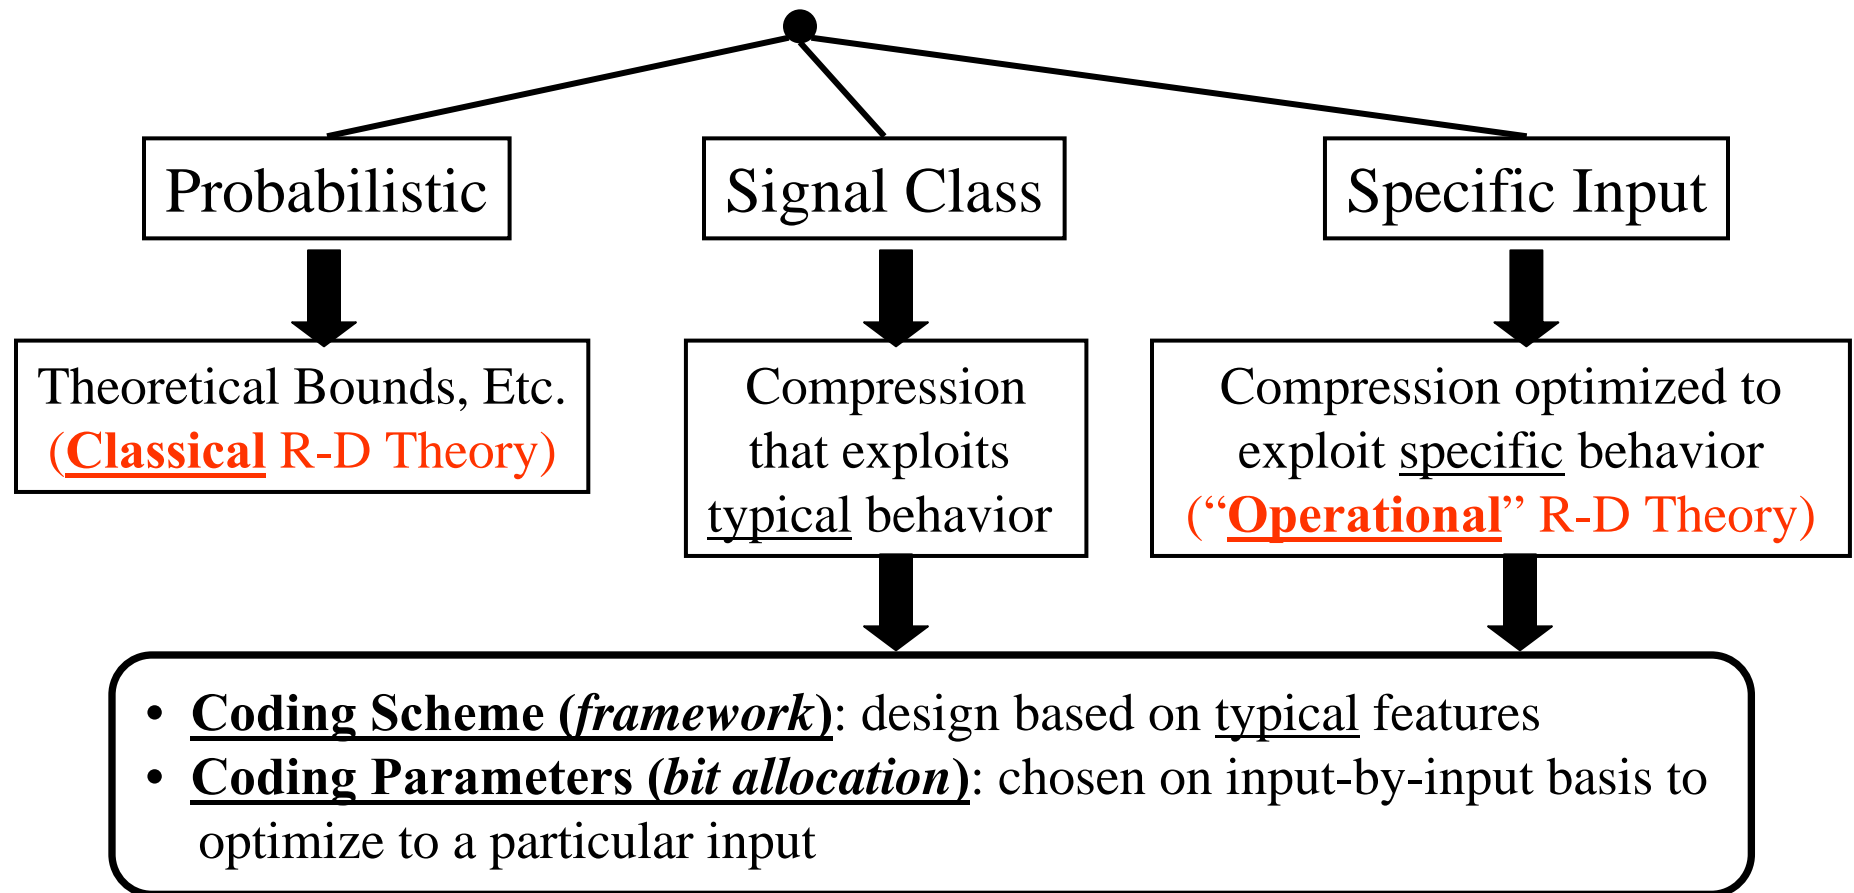 Probabilistic
Signal Class
Specific Input
Theoretical Bounds, Etc.
(Classical R-D Theory)
Compression
that exploits
typical behavior
Compression optimized to
exploit specific behavior
(“Operational” R-D Theory)
• Coding Scheme (framework): design based on typical features
• Coding Parameters (bit allocation): chosen on input-by-input basis to
optimize to a particular input